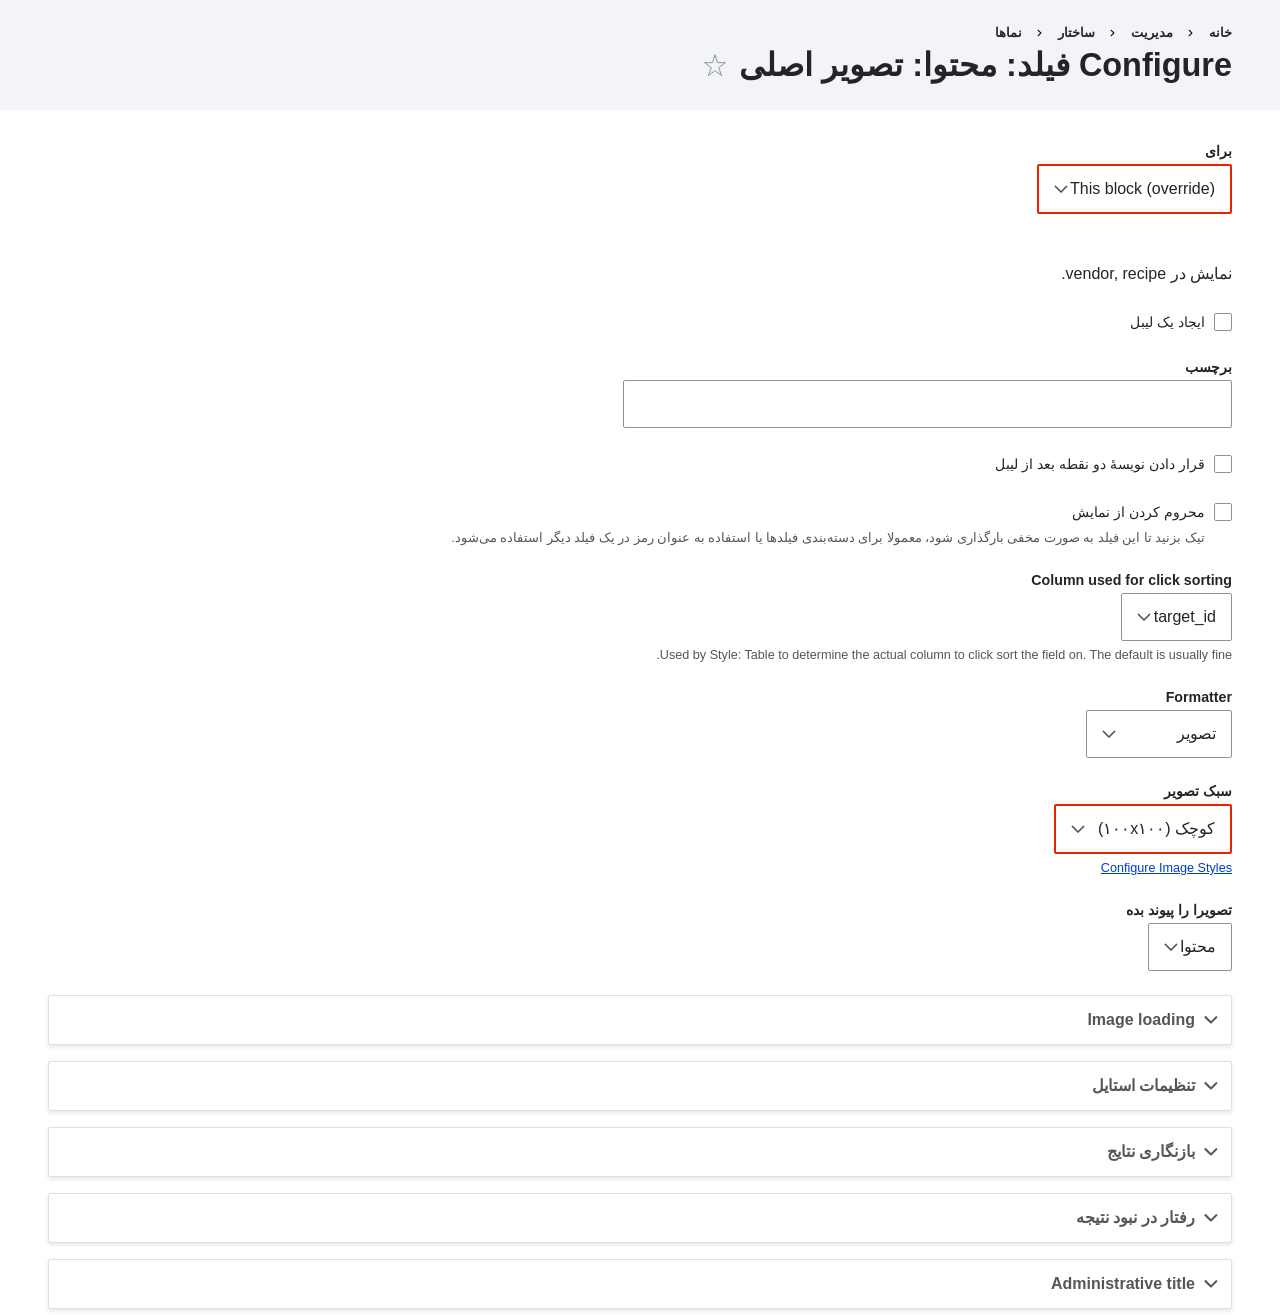 خانه › مدیریت › ساختار › نماها
Configure فیلد: محتوا: تصویر اصلی ☆
برای
This block (override)
نمایش در vendor, recipe.
ایجاد یک لیبل
برچسب
قرار دادن نویسهٔ دو نقطه بعد از لیبل
محروم کردن از نمایش
تیک بزنید تا این فیلد به صورت مخفی بارگذاری شود، معمولا برای دسته‌بندی فیلدها یا استفاده به عنوان رمز در یک فیلد دیگر استفاده می‌شود.
Column used for click sorting
target_id
Used by Style: Table to determine the actual column to click sort the field on. The default is usually fine.
Formatter
تصویر
سبک تصویر
کوچک (۱۰۰x۱۰۰)
Configure Image Styles
تصویرا را پیوند بده
محتوا
Image loading
تنظیمات استایل
بازنگاری نتایج
رفتار در نبود نتیجه
Administrative title